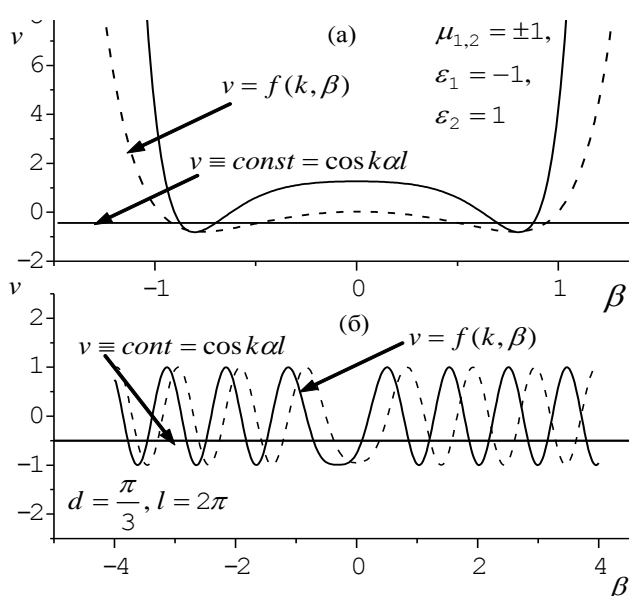 v
8
6
4
2
0
−2
(a)
μ₁,₂ = ±1,
ε₁ = −1,
ε₂ = 1
v = f(k, β)
v ≡ const = cos kαl
−1
0
1
β
v
2
1
0
−1
−2
(б)
v ≡ cont = cos kαl
v = f(k, β)
d = π/3, l = 2π
−4
−2
0
2
4
β